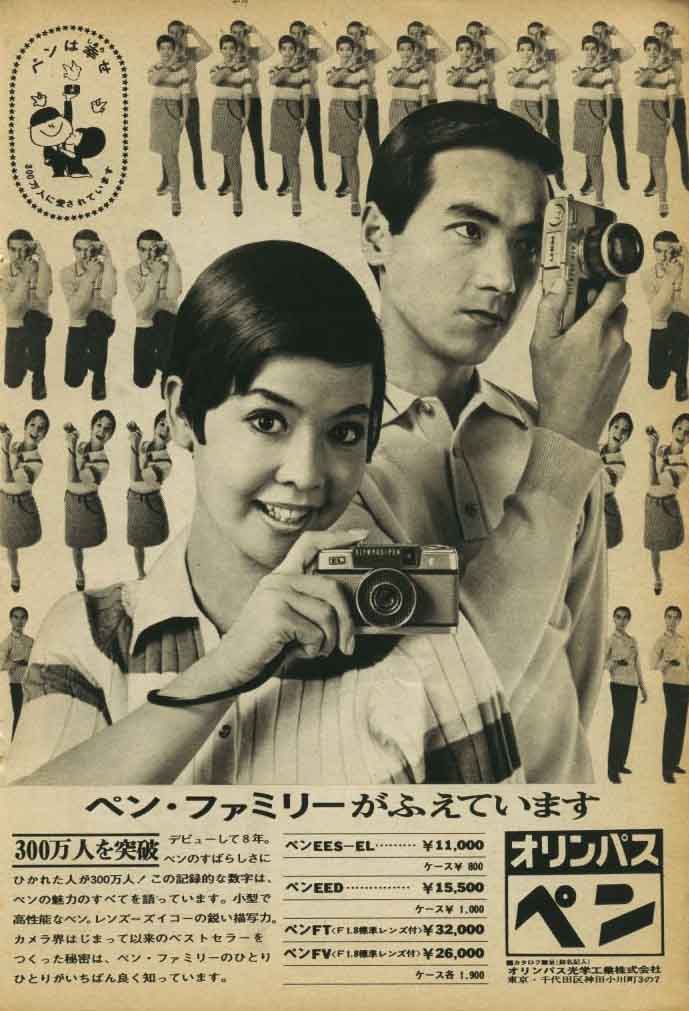 ペンは幸せ
300万人に愛されています
OLYMPUS-PEN
EL
ペン・ファミリーがふえています
300万人を突破
デビューして8年。
ペンのすばらしさに
ひかれた人が300万人！この記録的な数字は、
ペンの魅力のすべてを語っています。小型で
高性能なペン。レンズーズイコーの鋭い描写力。
カメラ界はじまって以来のベストセラーを
つくった秘密は、ペン・ファミリーのひとり
ひとりがいちばん良く知っています。
ペンEES-EL········· ¥11,000
ケース¥ 800
ペンEED ·············· ¥15,500
ケース¥ 1,000
ペンFT〈F1.8標準レンズ付〉¥32,000
ペンFV〈F1.8標準レンズ付〉¥26,000
ケース各 1,900
オリンパス
ペン
オリンパス光学工業株式会社
東京・千代田区神田小川町3の7